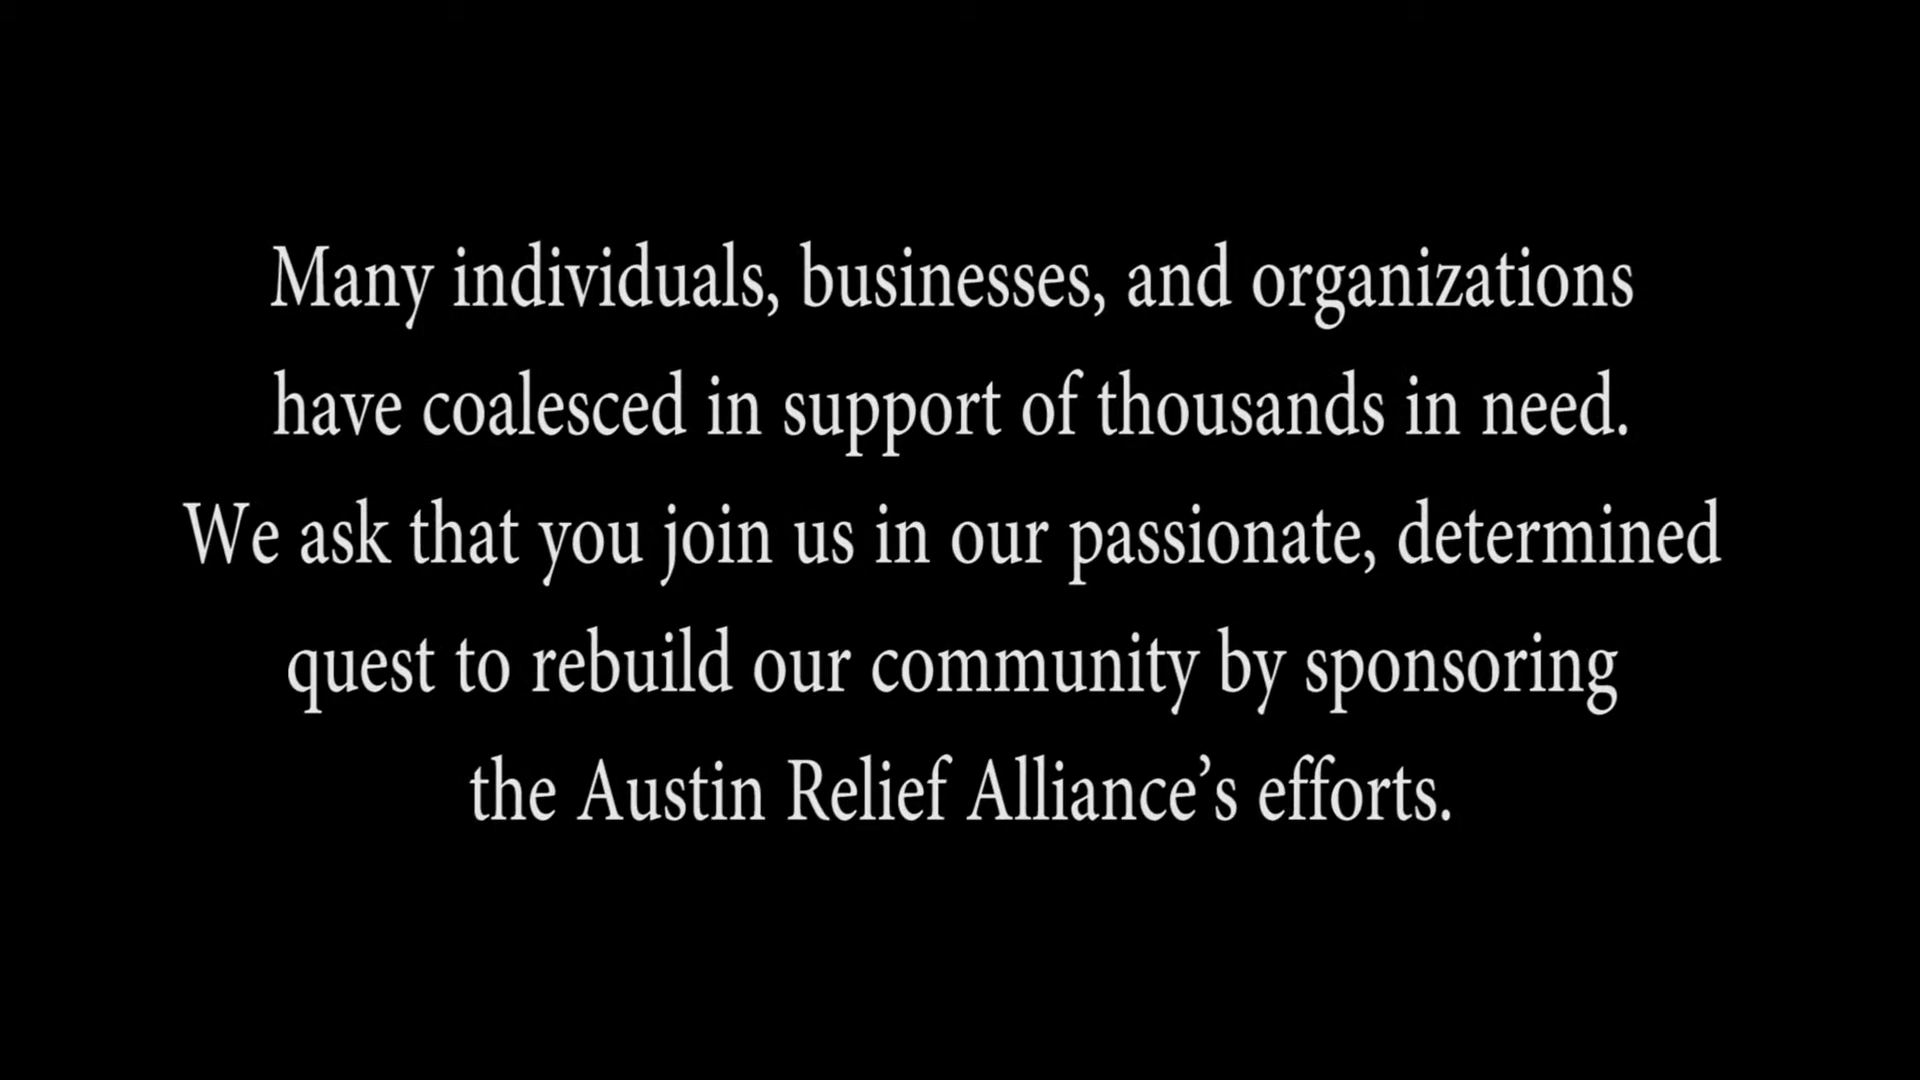 Many individuals, businesses, and organizations
have coalesced in support of thousands in need.
We ask that you join us in our passionate, determined
quest to rebuild our community by sponsoring
the Austin Relief Alliance’s efforts.